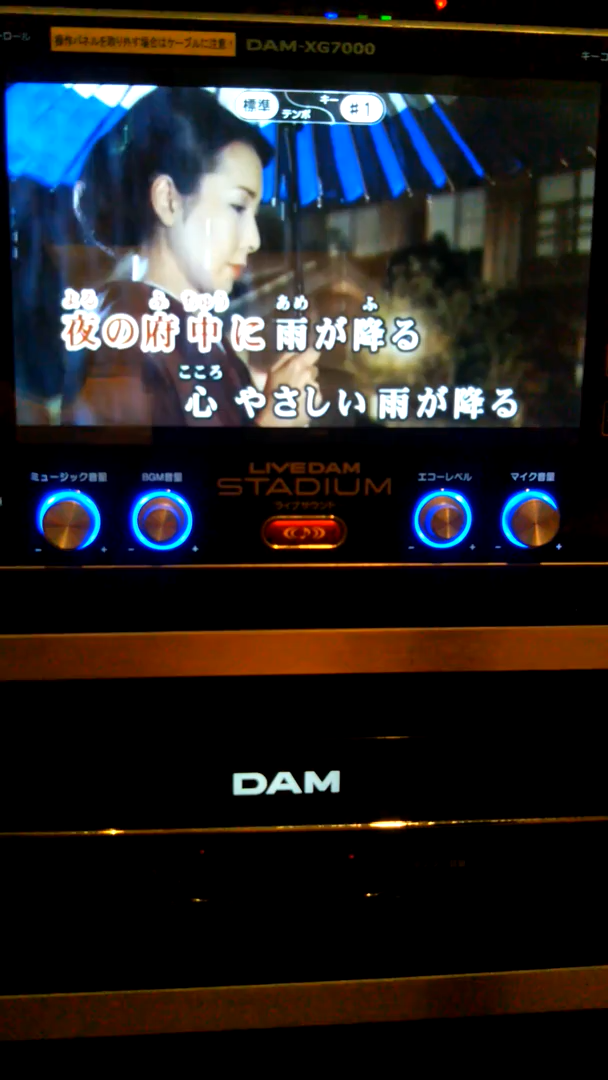 ロール
操作パネルを取り外す場合はケーブルに注意!
DAM-XG7000
キーコ
標準
テンポ
キー
♯1
よる ふ ちゅう あめ ふ
夜の府中に雨が降る
こころ
心 やさしい 雨が降る
ミュージック音量
BGM音量
LIVE DAM
STADIUM
ライブサウンド
エコーレベル
マイク音量
- + - + - + - +
DAM